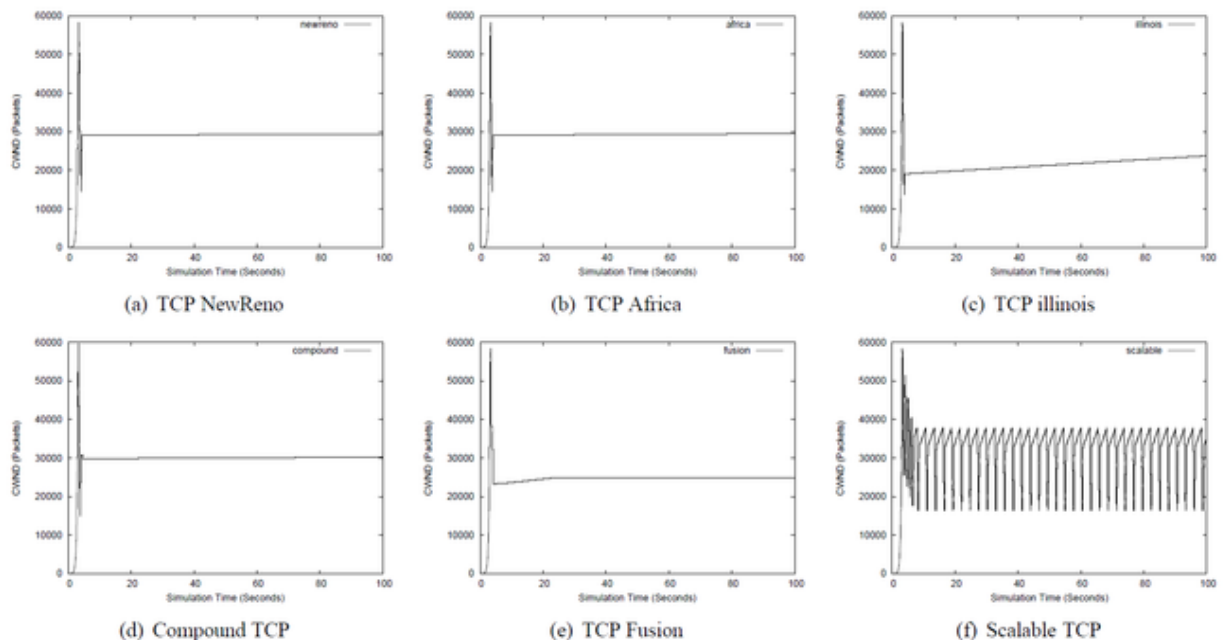 60000
50000
40000
30000
20000
10000
0
CWND (Packets)
newreno
0 20 40 60 80 100
Simulation Time (Seconds)
(a) TCP NewReno
60000
50000
40000
30000
20000
10000
0
CWND (Packets)
africa
0 20 40 60 80 100
Simulation Time (Seconds)
(b) TCP Africa
60000
50000
40000
30000
20000
10000
0
CWND (Packets)
illinois
0 20 40 60 80 100
Simulation Time (Seconds)
(c) TCP illinois
60000
50000
40000
30000
20000
10000
0
CWND (Packets)
compound
0 20 40 60 80 100
Simulation Time (Seconds)
(d) Compound TCP
60000
50000
40000
30000
20000
10000
0
CWND (Packets)
fusion
0 20 40 60 80 100
Simulation Time (Seconds)
(e) TCP Fusion
60000
50000
40000
30000
20000
10000
0
CWND (Packets)
scalable
0 20 40 60 80 100
Simulation Time (Seconds)
(f) Scalable TCP